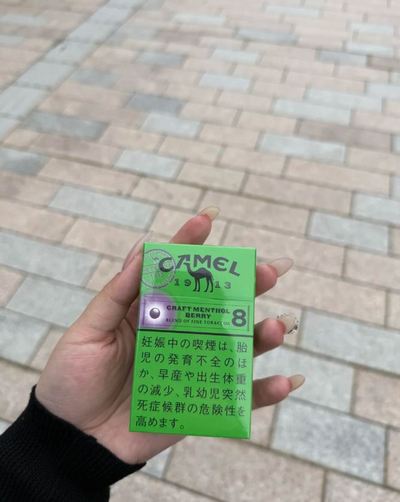 CAMEL
19 13
CRAFT MENTHOL
BERRY
BLEND OF FINE TOBACCOS
8
妊娠中の喫煙は、胎
児の発育不全のほ
か、早産や出生体重
の減少、乳幼児突然
死症候群の危険性を
高めます。